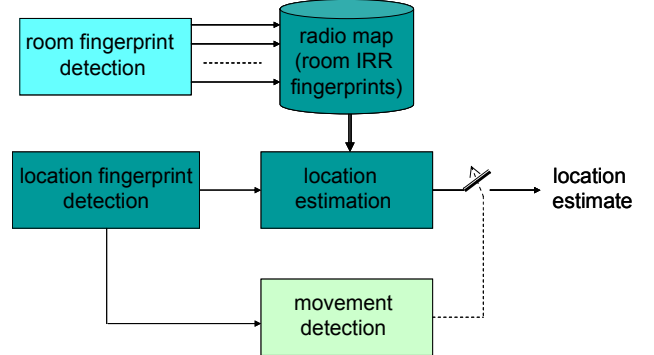 room fingerprint
detection
radio map
(room IRR
fingerprints)
location fingerprint
detection
location
estimation
location
estimate
movement
detection